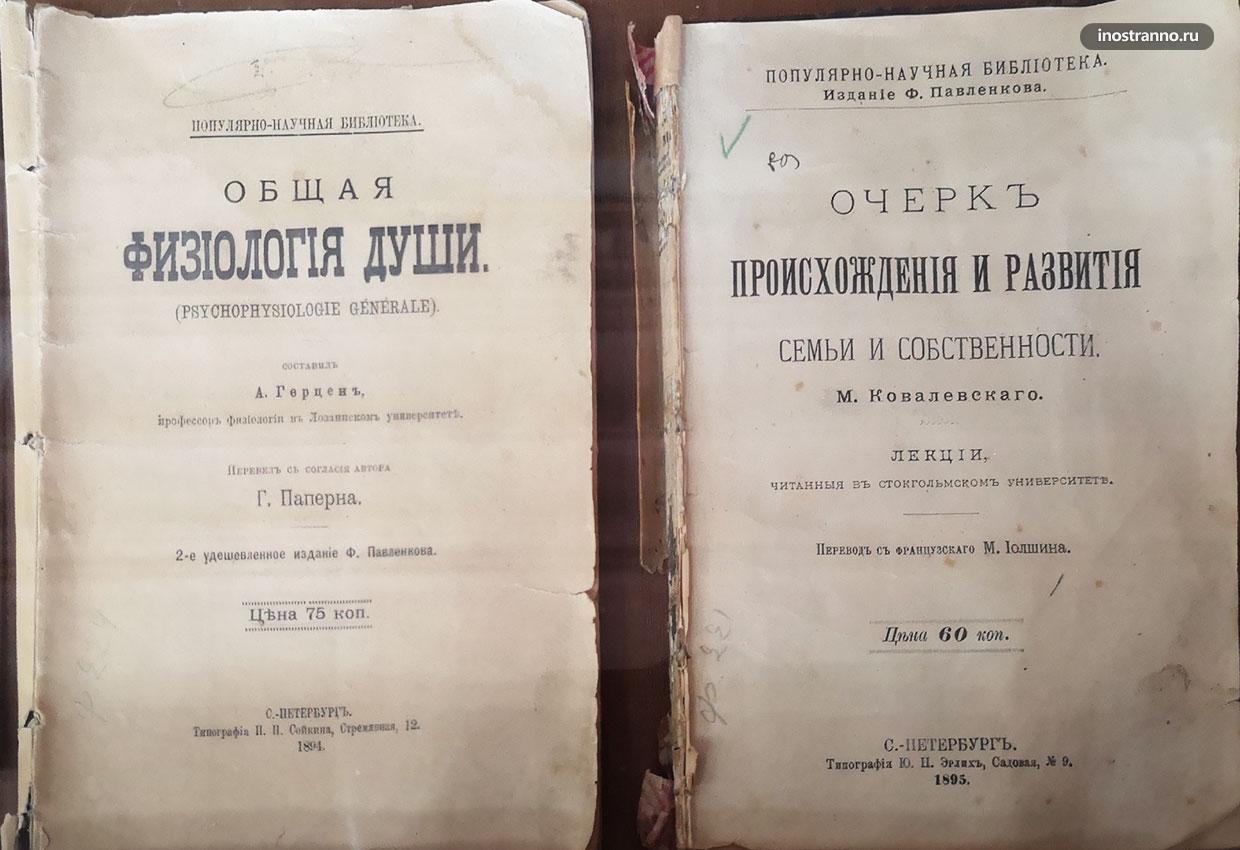 ПОПУЛЯРНО-НАУЧНАЯ БИБЛІОТЕКА.
ОБЩАЯ
ФИЗІОЛОГІЯ ДУШИ.
(PSYCHOPHYSIOLOGIE GÉNÉRALE).
СОСТАВИЛЪ
А. Герценъ,
профессоръ физіологіи въ Лозаннскомъ университетѣ.
ПЕРЕВЕЛЪ СЪ СОГЛАСІЯ АВТОРА
Г. Паперна.
2-е удешевленное изданіе Ф. Павленкова.
Цѣна 75 коп.
С.-ПЕТЕРБУРГЪ.
Типографія П. П. Сойкина, Стремянная, 12.
1894.
inostranno.ru
ПОПУЛЯРНО-НАУЧНАЯ БИБЛІОТЕКА.
Изданіе Ф. Павленкова.
ОЧЕРКЪ
ПРОИСХОЖДЕНІЯ И РАЗВИТІЯ
СЕМЬИ И СОБСТВЕННОСТИ.
М. Ковалевскаго.
ЛЕКЦІИ,
ЧИТАННЫЯ ВЪ СТОКГОЛЬМСКОМЪ УНИВЕРСИТЕТѢ.
ПЕРЕВОДЪ СЪ ФРАНЦУЗСКАГО М. ІОЛШИНА.
Цѣна 60 коп.
С.-ПЕТЕРБУРГЪ.
Типографія Ю. Н. Эрлихъ, Садовая, № 9.
1895.